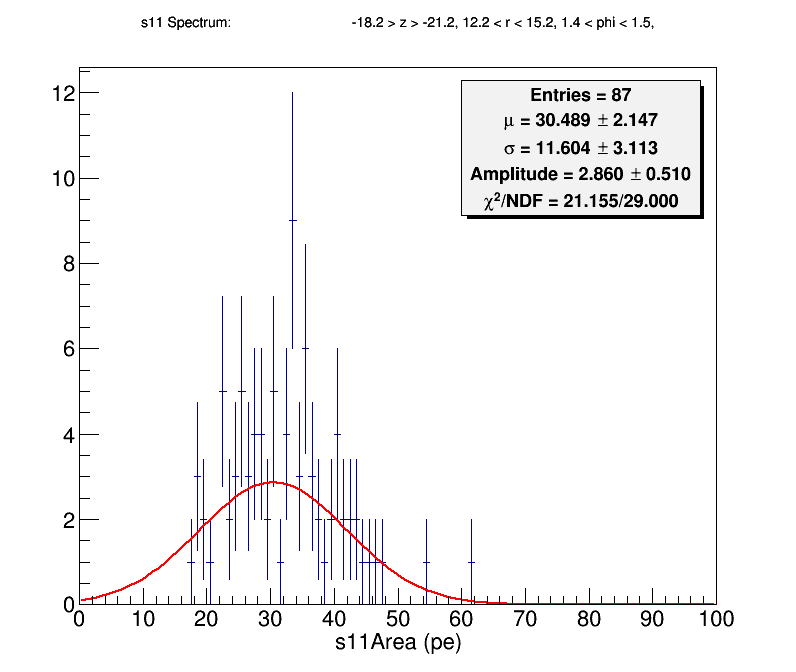 s11 Spectrum: -18.2 > z > -21.2, 12.2 < r < 15.2, 1.4 < phi < 1.5,
Entries = 87
μ = 30.489 ± 2.147
σ = 11.604 ± 3.113
Amplitude = 2.860 ± 0.510
χ²/NDF = 21.155/29.000
12
10
8
6
4
2
0
0 10 20 30 40 50 60 70 80 90 100
s11Area (pe)